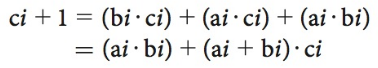 ci + 1 = (bi · ci) + (ai · ci) + (ai · bi)
= (ai · bi) + (ai + bi) · ci